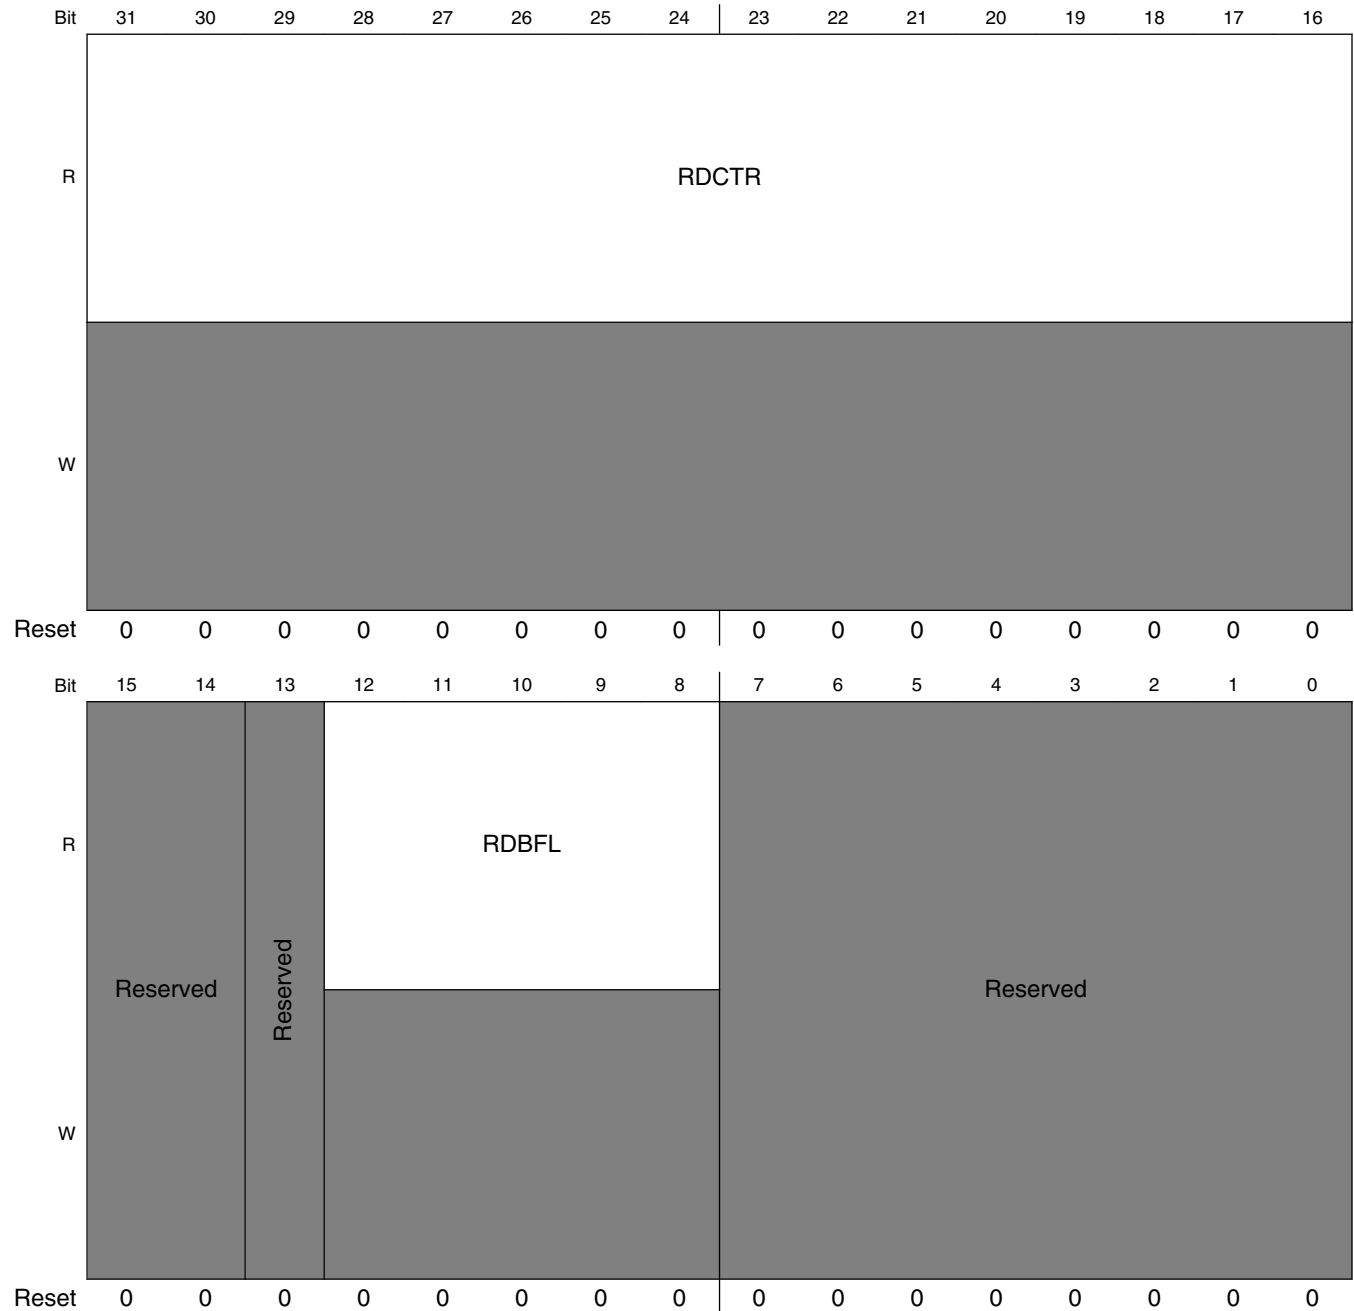 Bit 31 30 29 28 27 26 25 24 23 22 21 20 19 18 17 16
R RDCTR
W
Reset 0 0 0 0 0 0 0 0 0 0 0 0 0 0 0 0
Bit 15 14 13 12 11 10 9 8 7 6 5 4 3 2 1 0
R RDBFL
Reserved Reserved Reserved
W
Reset 0 0 0 0 0 0 0 0 0 0 0 0 0 0 0 0